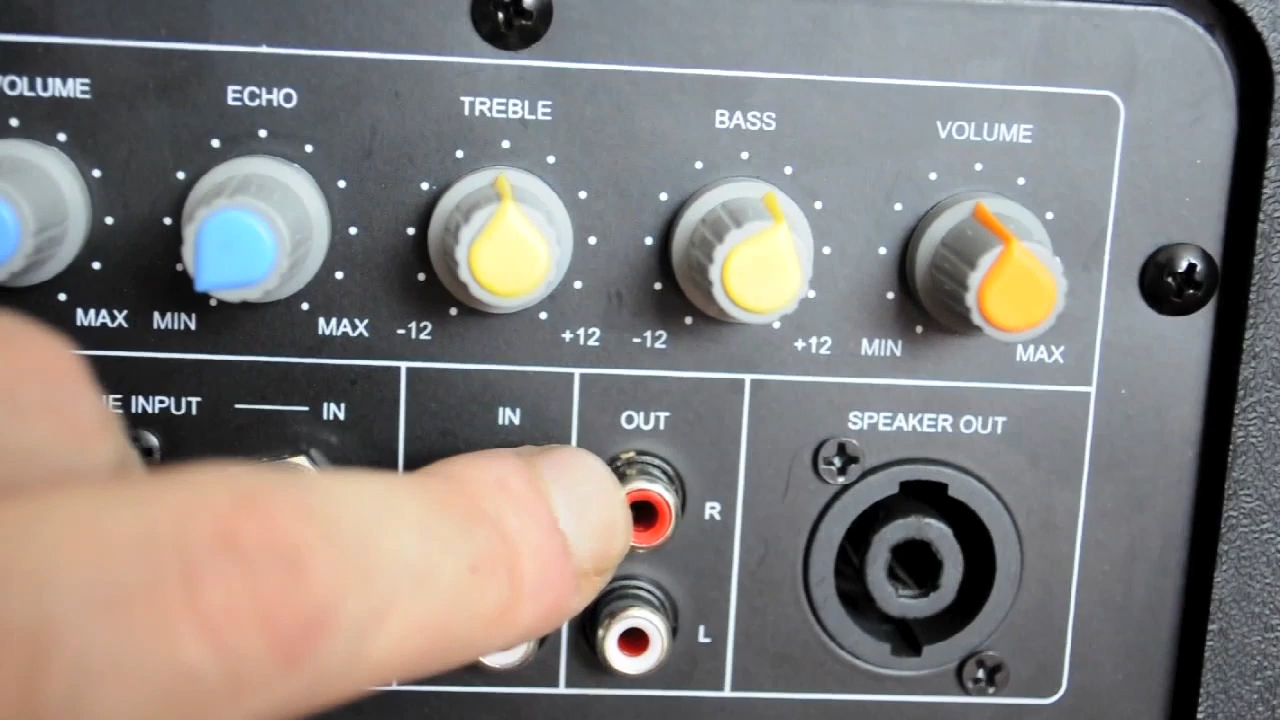 VOLUME
ECHO
TREBLE
BASS
VOLUME
MAX
MIN
MAX
-12
+12
-12
+12
MIN
MAX
INPUT
IN
IN
OUT
SPEAKER OUT
R
L